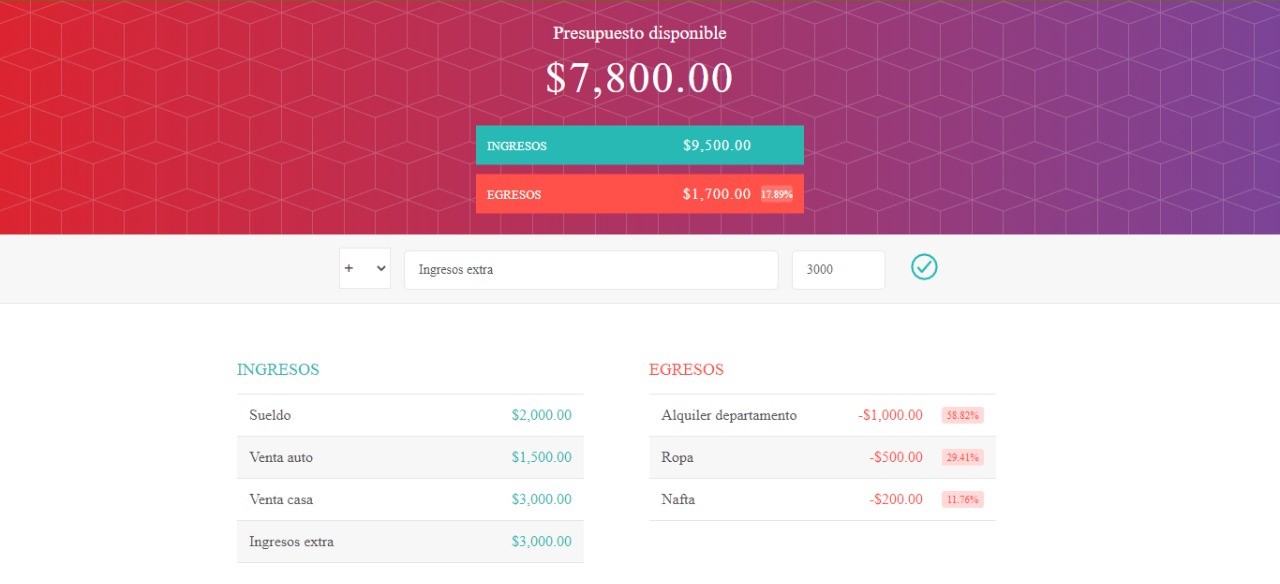 Presupuesto disponible
$7,800.00
INGRESOS $9,500.00
EGRESOS $1,700.00 17.89%
+ Ingresos extra 3000
INGRESOS
Sueldo $2,000.00
Venta auto $1,500.00
Venta casa $3,000.00
Ingresos extra $3,000.00
EGRESOS
Alquiler departamento -$1,000.00 58.82%
Ropa -$500.00 29.41%
Nafta -$200.00 11.76%